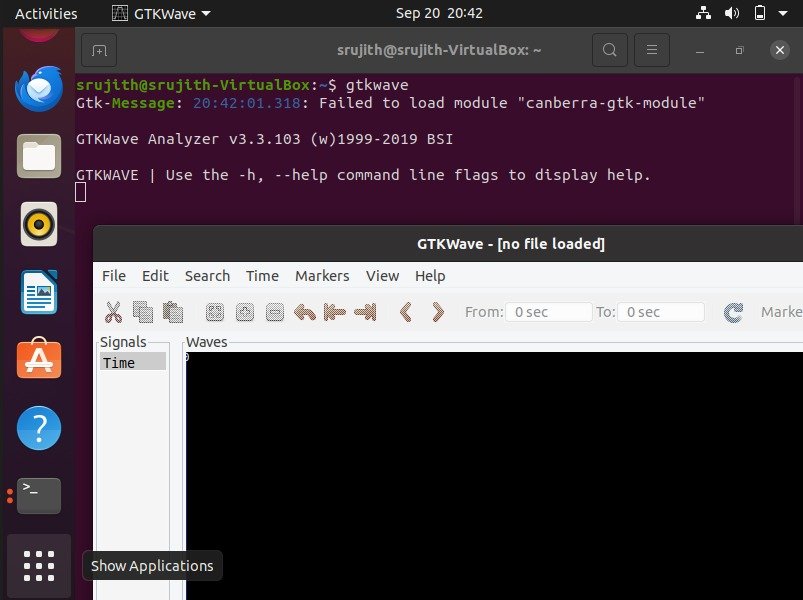 Activities GTKWave Sep 20 20:42
srujith@srujith-VirtualBox: ~
srujith@srujith-VirtualBox:~$ gtkwave
Gtk-Message: 20:42:01.318: Failed to load module "canberra-gtk-module"
GTKWave Analyzer v3.3.103 (w)1999-2019 BSI
GTKWAVE | Use the -h, --help command line flags to display help.
GTKWave - [no file loaded]
File Edit Search Time Markers View Help
From: 0 sec To: 0 sec Marke
Signals Waves
Time 0
>_
?
Show Applications